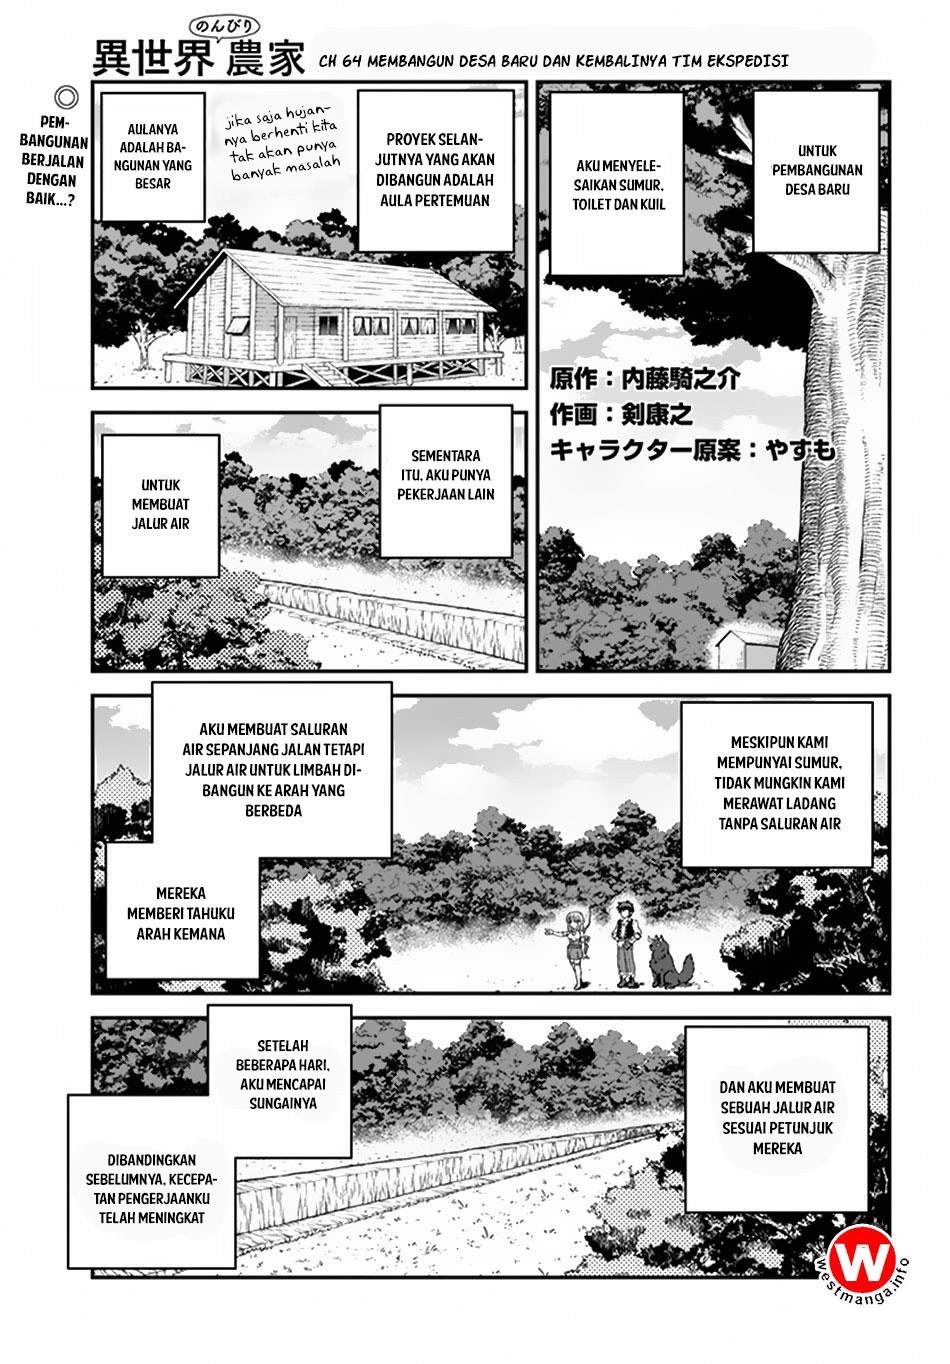 のんびり
異世界農家
CH 64 MEMBANGUN DESA BARU DAN KEMBALINYA TIM EKSPEDISI
PEM-
BANGUNAN
BERJALAN
DENGAN
BAIK...?
UNTUK
PEMBANGUNAN
DESA BARU
AKU MENYELE-
SAIKAN SUMUR,
TOILET DAN KUIL
原作：内藤騎之介
作画：剣康之
キャラクター原案：やすも
PROYEK SELAN-
JUTNYA YANG AKAN
DIBANGUN ADALAH
AULA PERTEMUAN
jika saja hujan-
nya berhenti kita
tak akan punya
banyak masalah
AULANYA
ADALAH BA-
NGUNAN YANG
BESAR
SEMENTARA
ITU, AKU PUNYA
PEKERJAAN LAIN
UNTUK
MEMBUAT
JALUR AIR
MESKIPUN KAMI
MEMPUNYAI SUMUR,
TIDAK MUNGKIN KAMI
MERAWAT LADANG
TANPA SALURAN AIR
AKU MEMBUAT SALURAN
AIR SEPANJANG JALAN TETAPI
JALUR AIR UNTUK LIMBAH DI-
BANGUN KE ARAH YANG
BERBEDA
MEREKA
MEMBERI TAHUKU
ARAH KEMANA
DAN AKU MEMBUAT
SEBUAH JALUR AIR
SESUAI PETUNJUK
MEREKA
SETELAH
BEBERAPA HARI,
AKU MENCAPAI
SUNGAINYA
DIBANDINGKAN
SEBELUMNYA, KECEPA-
TAN PENGERJAANKU
TELAH MENINGKAT
W
westmanga.info